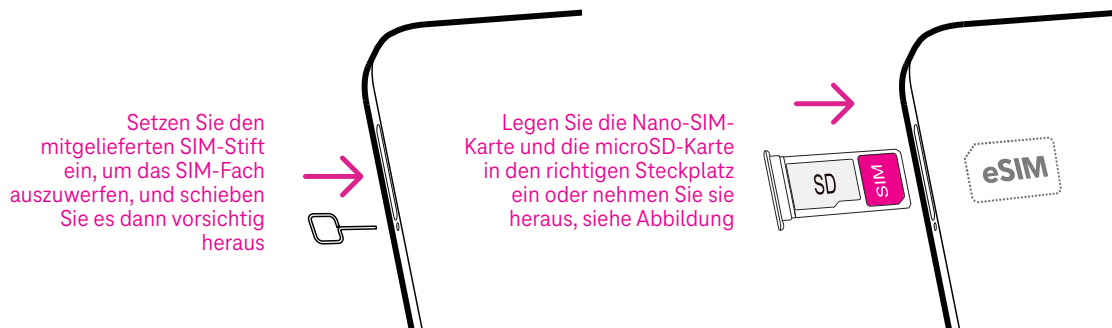 Setzen Sie den
mitgelieferten SIM-Stift
ein, um das SIM-Fach
auszuwerfen, und schieben
Sie es dann vorsichtig
heraus
Legen Sie die Nano-SIM-
Karte und die microSD-Karte
in den richtigen Steckplatz
ein oder nehmen Sie sie
heraus, siehe Abbildung
SD
SIM
eSIM